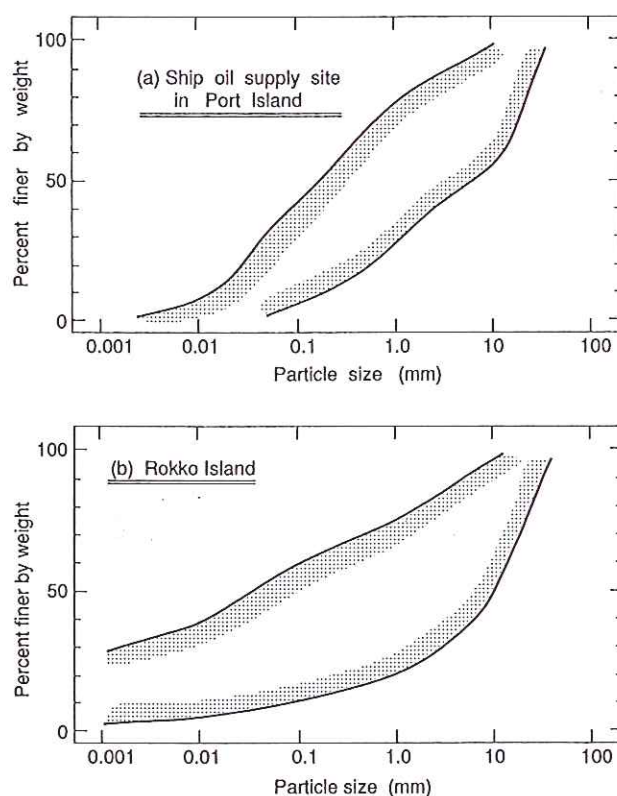 100
50
0
Percent finer by weight
(a) Ship oil supply site
in Port Island
0.001 0.01 0.1 1.0 10 100
Particle size (mm)
100
50
0
Percent finer by weight
(b) Rokko Island
0.001 0.01 0.1 1.0 10 100
Particle size (mm)